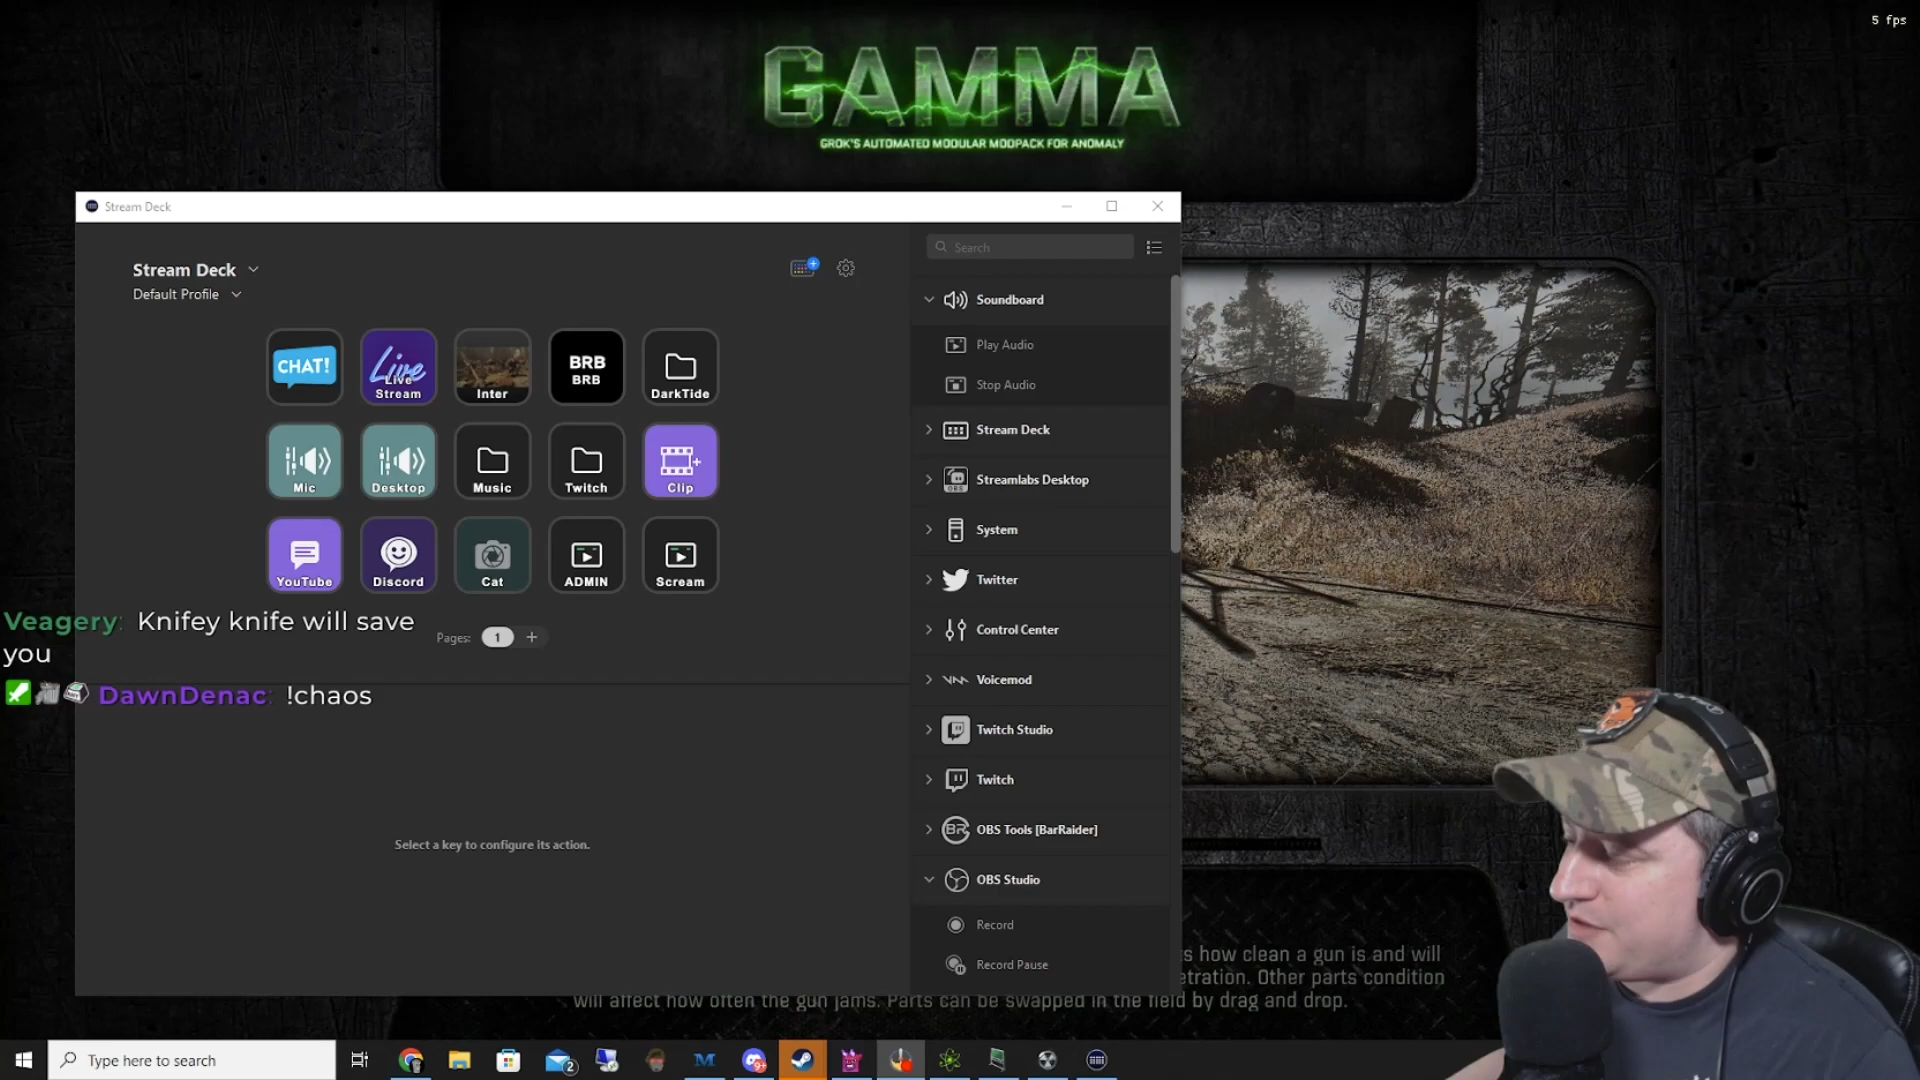 5 fps
GAMMA
GROK'S AUTOMATED MODULAR MODPACK FOR ANOMALY
Stream Deck
Stream Deck
Default Profile
Search
Soundboard
Play Audio
Stop Audio
Stream Deck
Streamlabs Desktop
System
Twitter
Control Center
Voicemod
Twitch Studio
Twitch
OBS Tools [BarRaider]
OBS Studio
Record
Record Pause
CHAT!
Live
Live
Stream
Inter
BRB
BRB
DarkTide
Mic
Desktop
Music
Twitch
Clip
YouTube
Discord
Cat
ADMIN
Scream
Pages: 1 +
Veagery: Knifey knife will save
you
DawnDenac: !chaos
Select a key to configure its action.
s how clean a gun is and will
etration. Other parts condition
will affect how often the gun jams. Parts can be swapped in the field by drag and drop.
Type here to search
2
9+